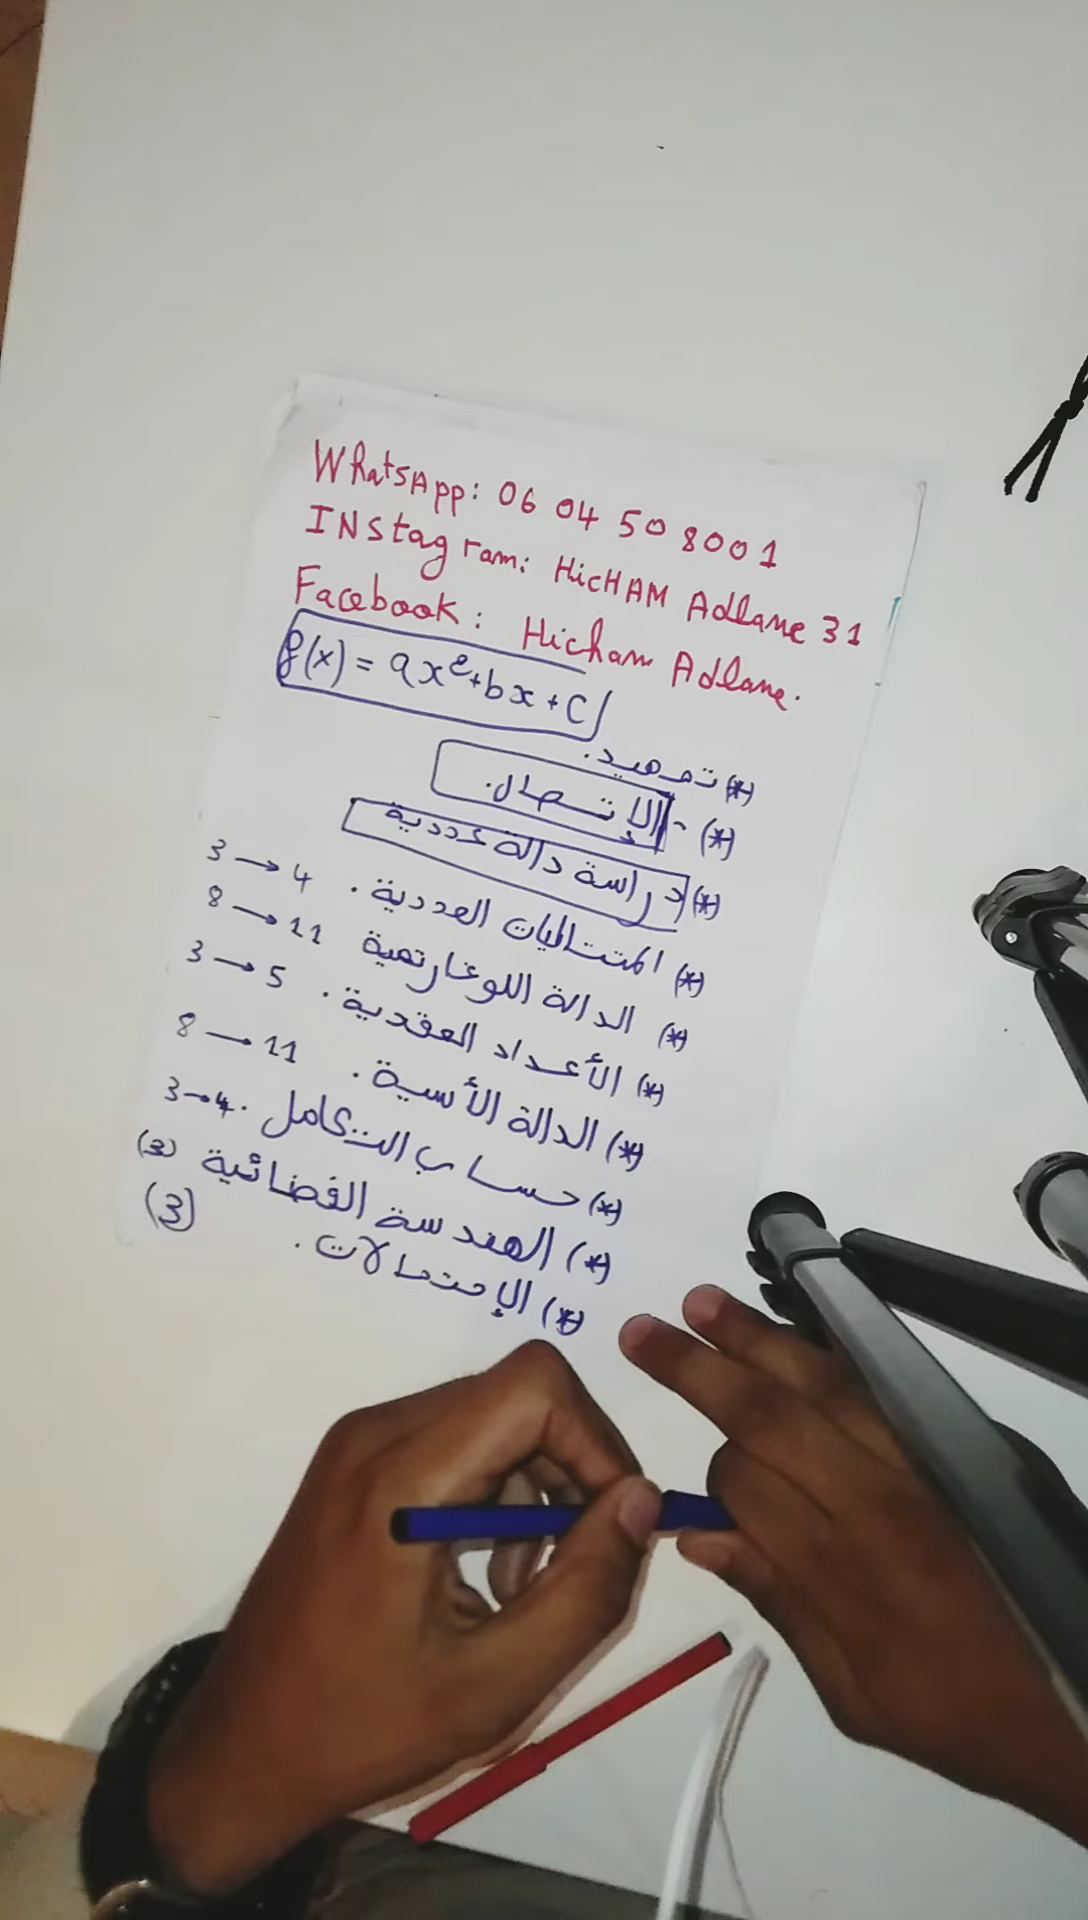 WhatsApp: 06 04 50 8001
INstagram: HicHAM Adlane 31
Facebook: Hicham Adlane.
f(x) = ax²+bx+c
(*) تمهيد.
(*) - الإتصال.
(*) دراسة دالة عددية
(*) المتتاليات العددية. 3 → 4
(*) الدالة اللوغارتمية 8 → 11
(*) الأعداد العقدية. 3 → 5
(*) الدالة الأسية. 8 → 11
(*) حساب التكامل. 3→4
(*) الهندسة الفضائية (3)
(*) الإحتمالات. (3)